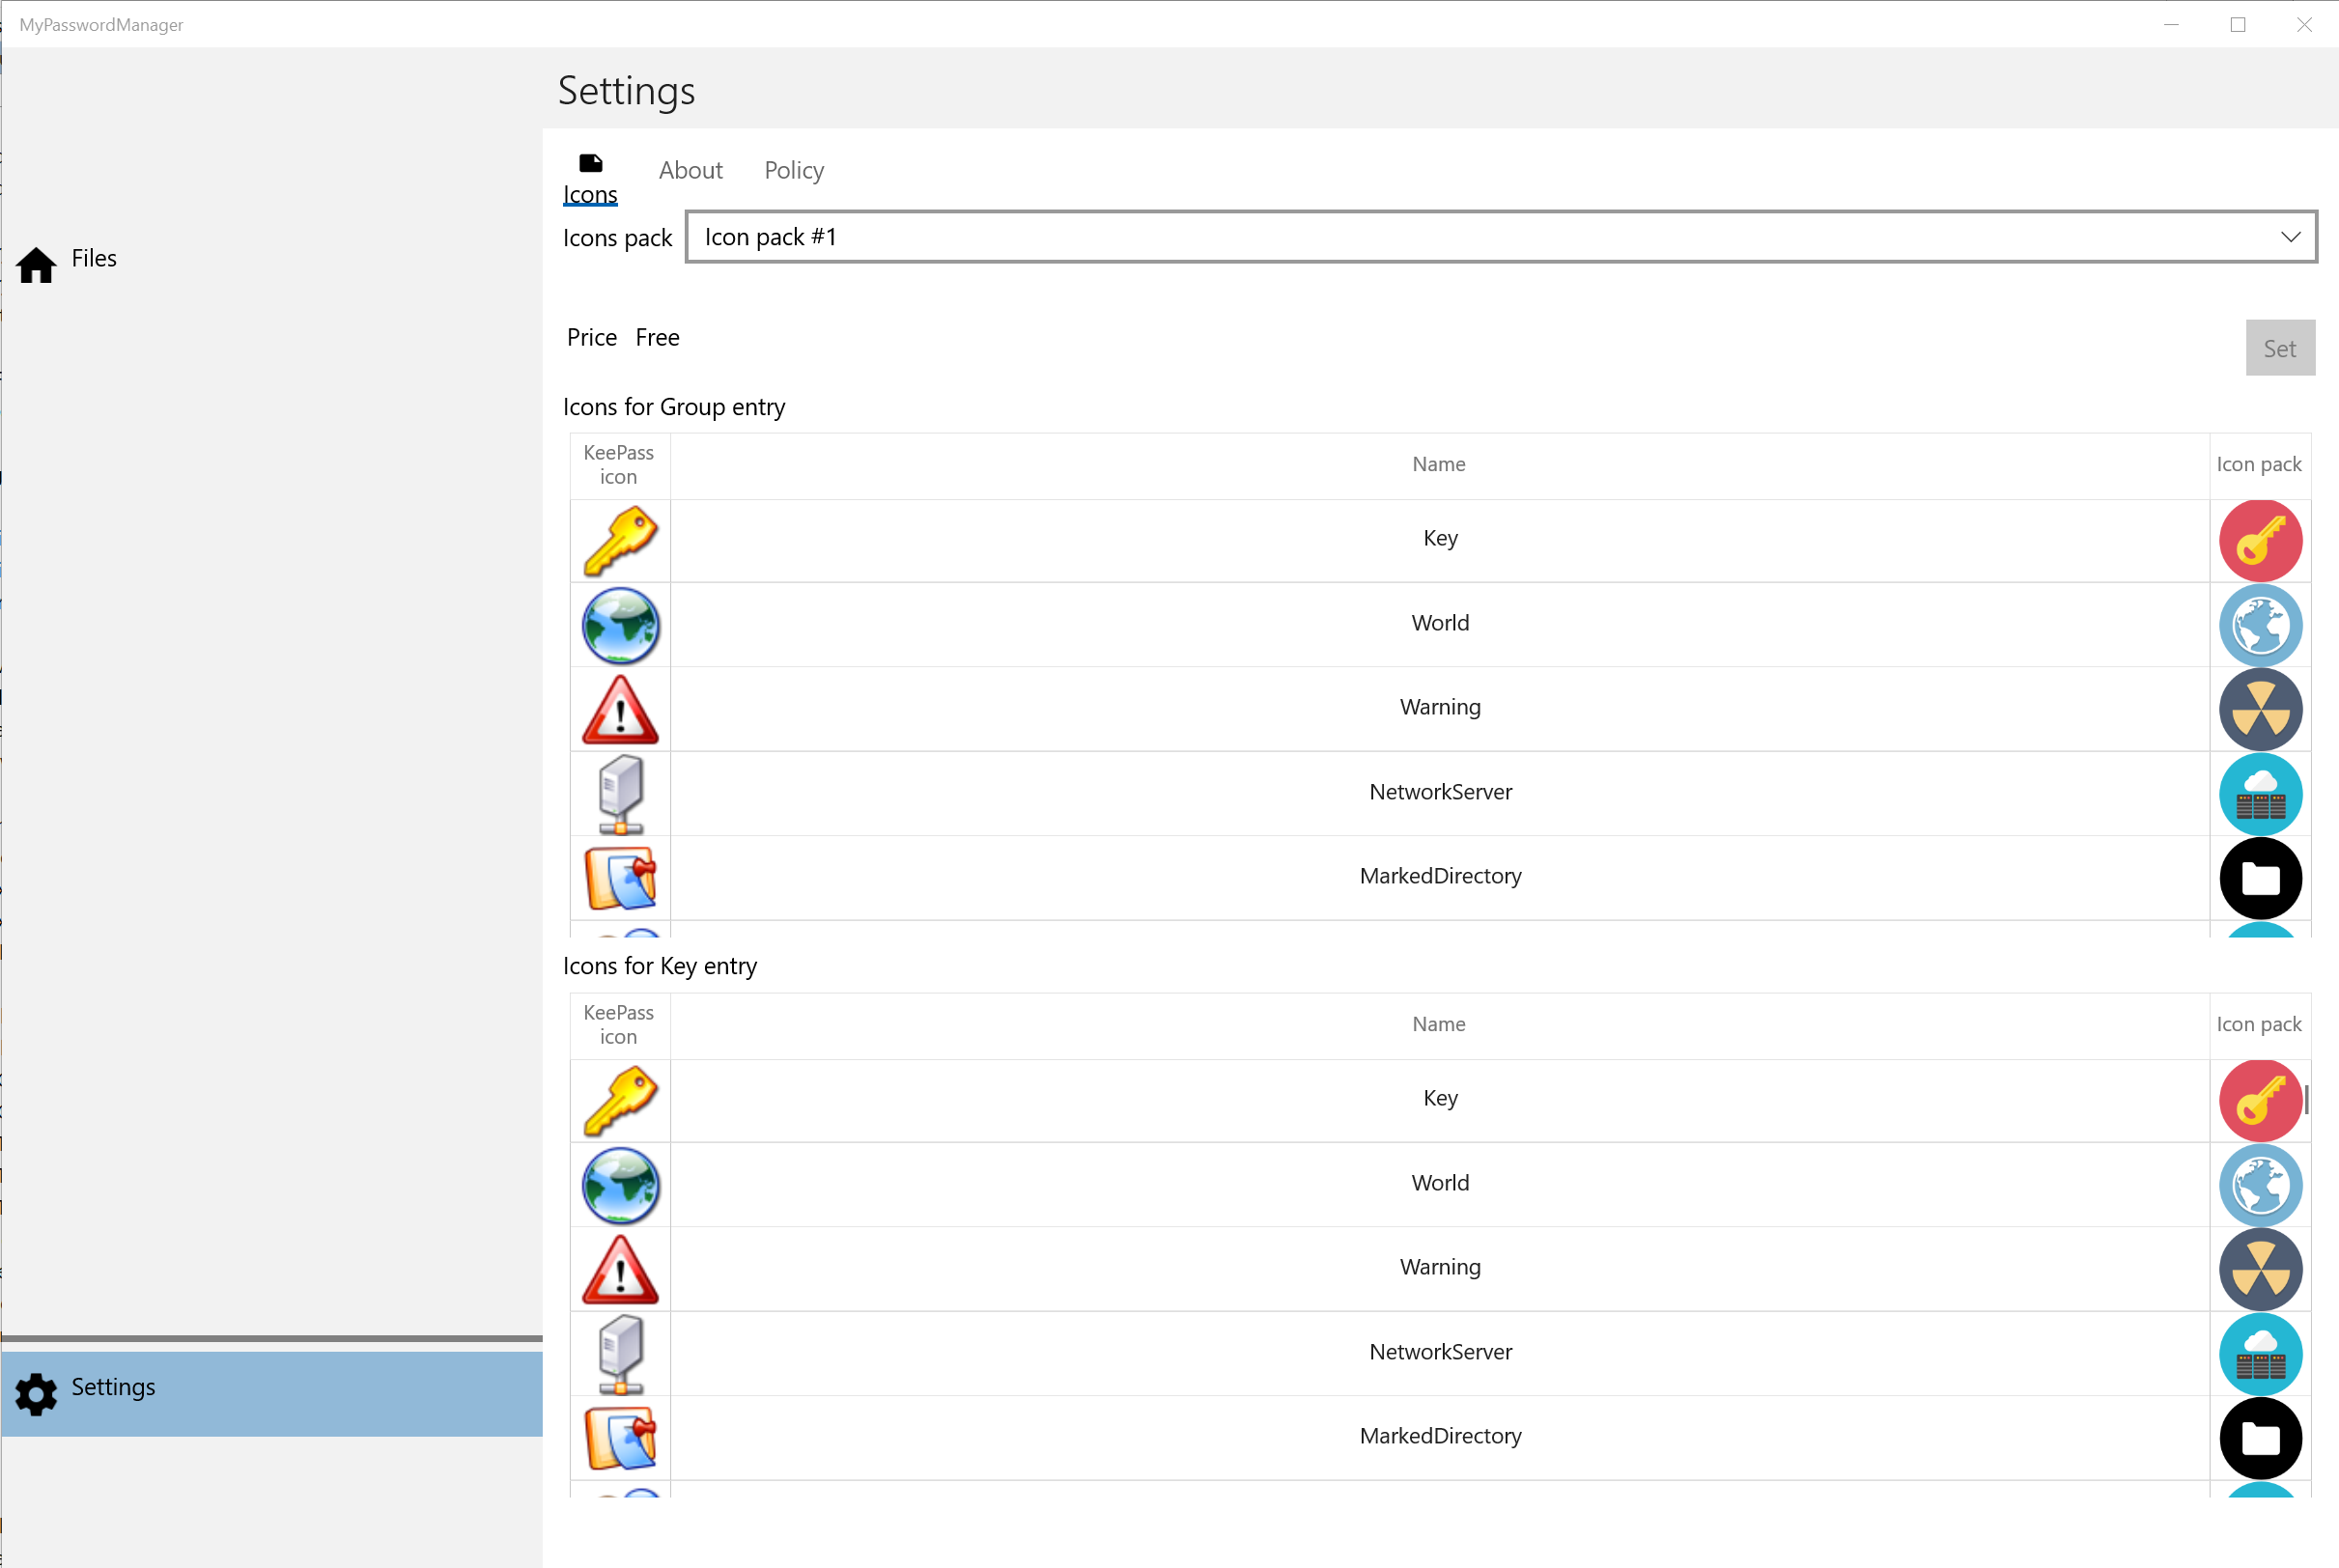 MyPasswordManager
Settings
Files
Icons
About
Policy
Icons pack
Icon pack #1
Price Free
Set
Icons for Group entry
KeePass
icon
Name
Icon pack
Key
World
Warning
NetworkServer
MarkedDirectory
Icons for Key entry
KeePass
icon
Name
Icon pack
Key
World
Warning
NetworkServer
MarkedDirectory
Settings